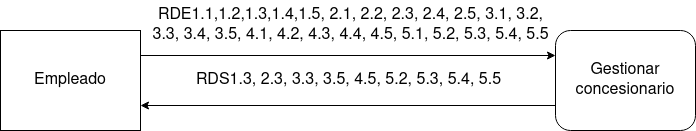 RDE1.1,1.2,1.3,1.4,1.5, 2.1, 2.2, 2.3, 2.4, 2.5, 3.1, 3.2,
3.3, 3.4, 3.5, 4.1, 4.2, 4.3, 4.4, 4.5, 5.1, 5.2, 5.3, 5.4, 5.5
Empleado
RDS1.3, 2.3, 3.3, 3.5, 4.5, 5.2, 5.3, 5.4, 5.5
Gestionar
concesionario